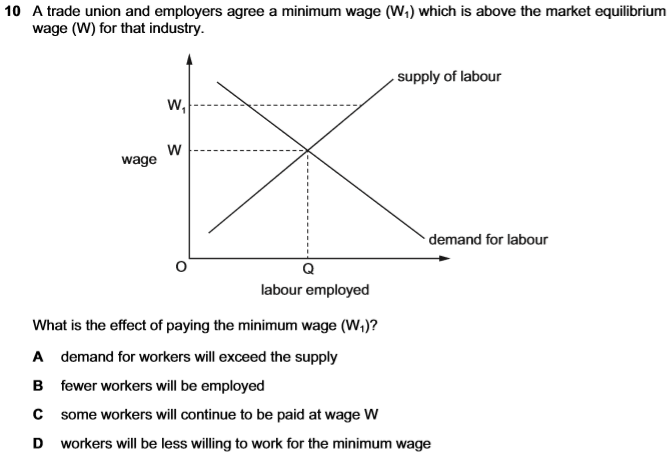 10 A trade union and employers agree a minimum wage (W₁) which is above the market equilibrium
wage (W) for that industry.
supply of labour
W₁
W
wage
demand for labour
O
Q
labour employed
What is the effect of paying the minimum wage (W₁)?
A demand for workers will exceed the supply
B fewer workers will be employed
C some workers will continue to be paid at wage W
D workers will be less willing to work for the minimum wage